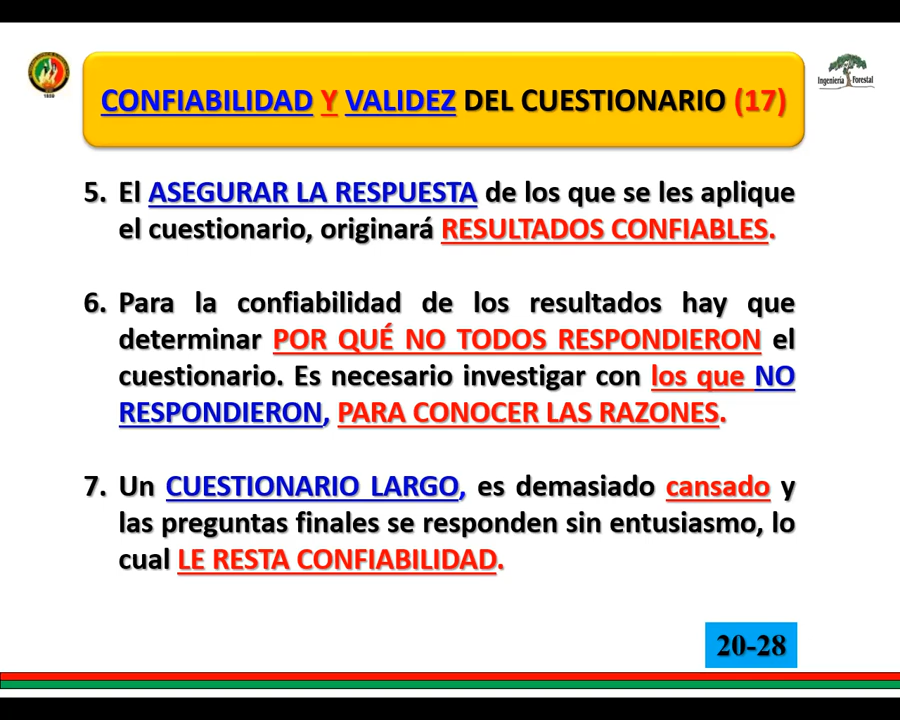 CONFIABILIDAD Y VALIDEZ DEL CUESTIONARIO (17)
Ingeniería Forestal
1859
5. El ASEGURAR LA RESPUESTA de los que se les aplique
el cuestionario, originará RESULTADOS CONFIABLES.
6. Para la confiabilidad de los resultados hay que
determinar POR QUÉ NO TODOS RESPONDIERON el
cuestionario. Es necesario investigar con los que NO
RESPONDIERON, PARA CONOCER LAS RAZONES.
7. Un CUESTIONARIO LARGO, es demasiado cansado y
las preguntas finales se responden sin entusiasmo, lo
cual LE RESTA CONFIABILIDAD.
20-28